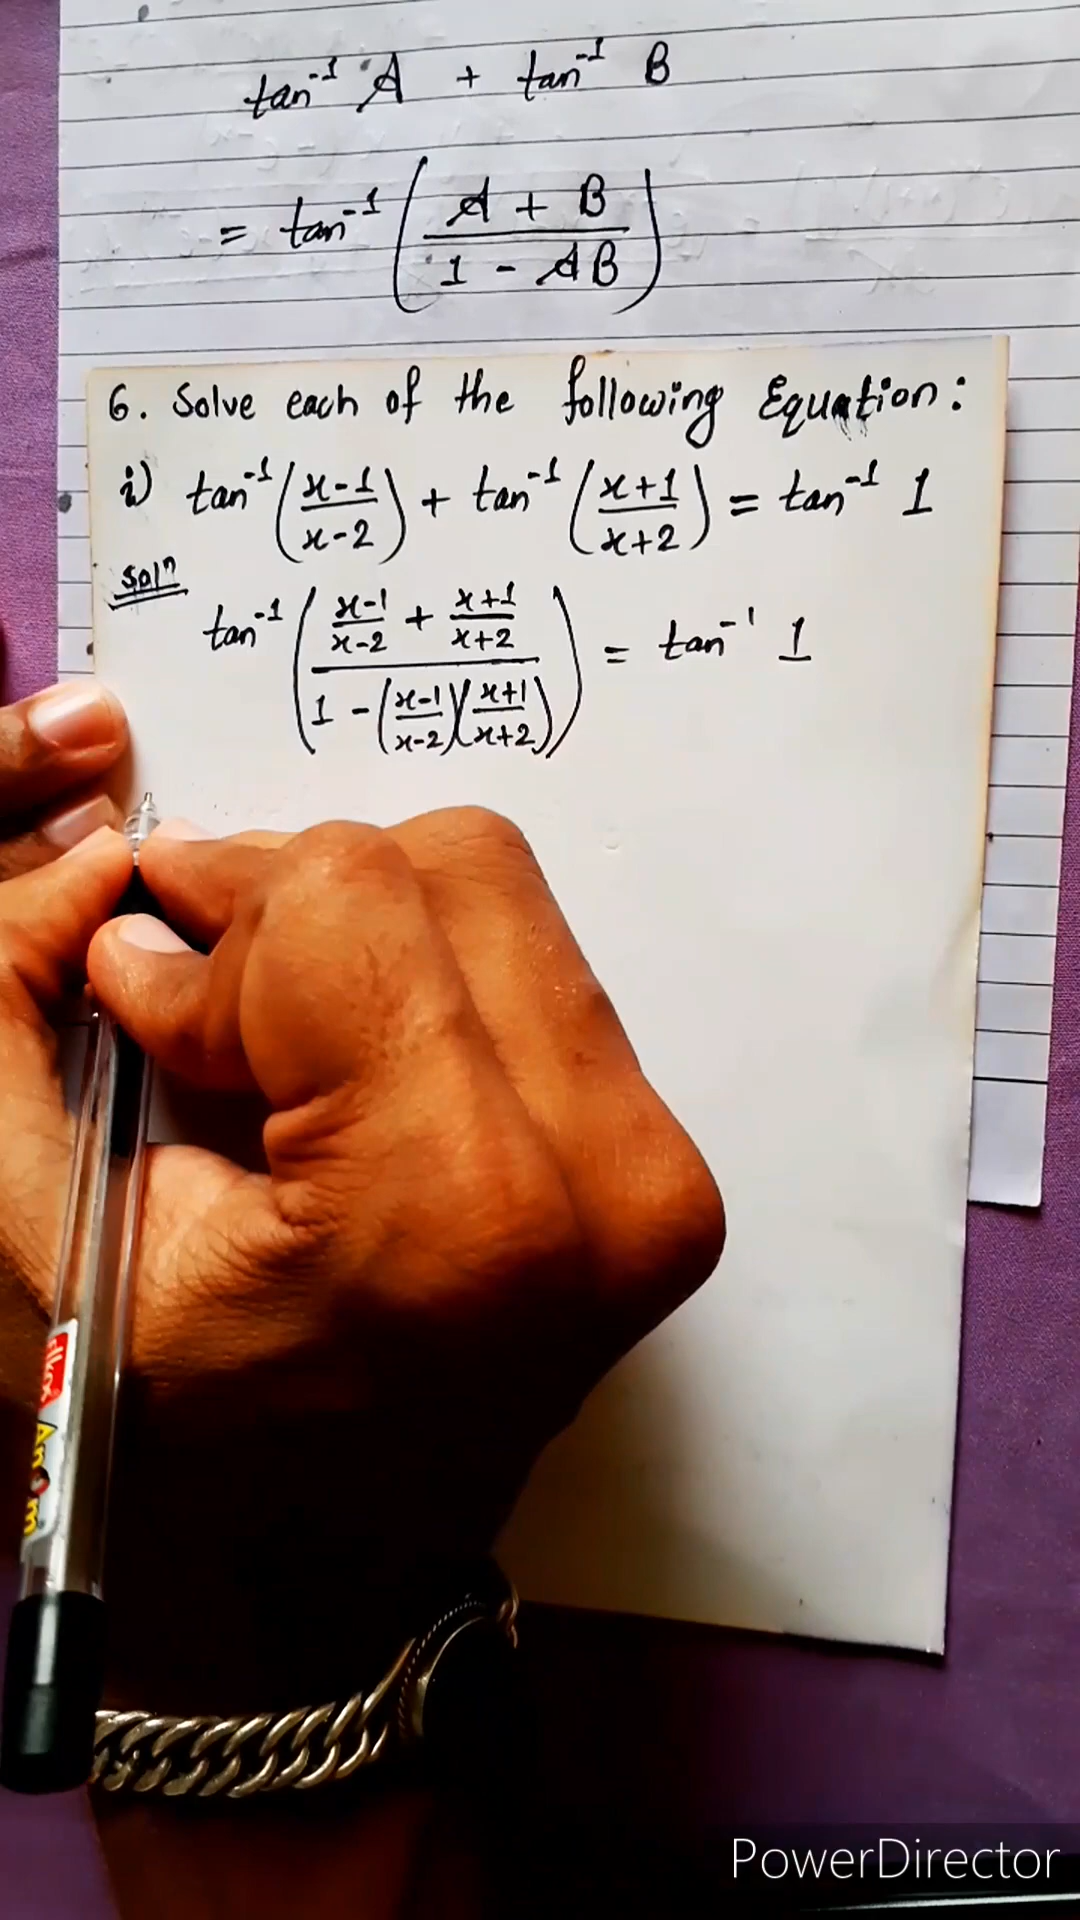 tan⁻¹ A + tan⁻¹ B
= tan⁻¹ ( (A + B) / (1 - AB) )
6. Solve each of the following Equation:
i) tan⁻¹ ( (x-1) / (x-2) ) + tan⁻¹ ( (x+1) / (x+2) ) = tan⁻¹ 1
Solⁿ
tan⁻¹ ( ( (x-1)/(x-2) + (x+1)/(x+2) ) / ( 1 - ((x-1)/(x-2)) ((x+1)/(x+2)) ) ) = tan⁻¹ 1
elkos
PowerDirector